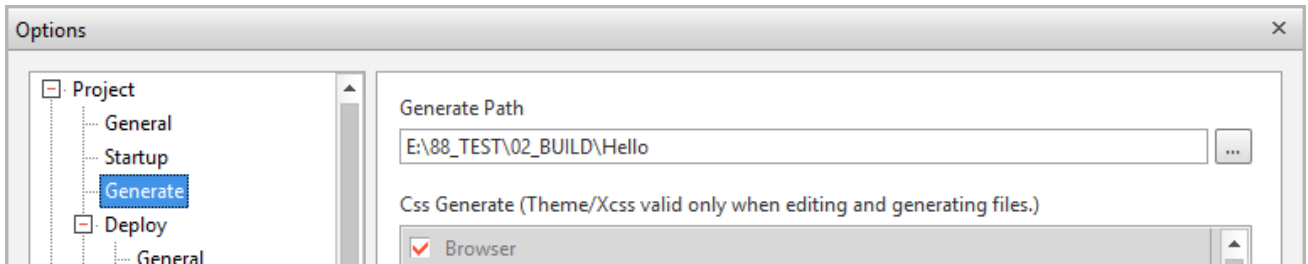 Options
Project
General
Startup
Generate
Deploy
General
Generate Path
E:\88_TEST\02_BUILD\Hello
...
Css Generate (Theme/Xcss valid only when editing and generating files.)
Browser